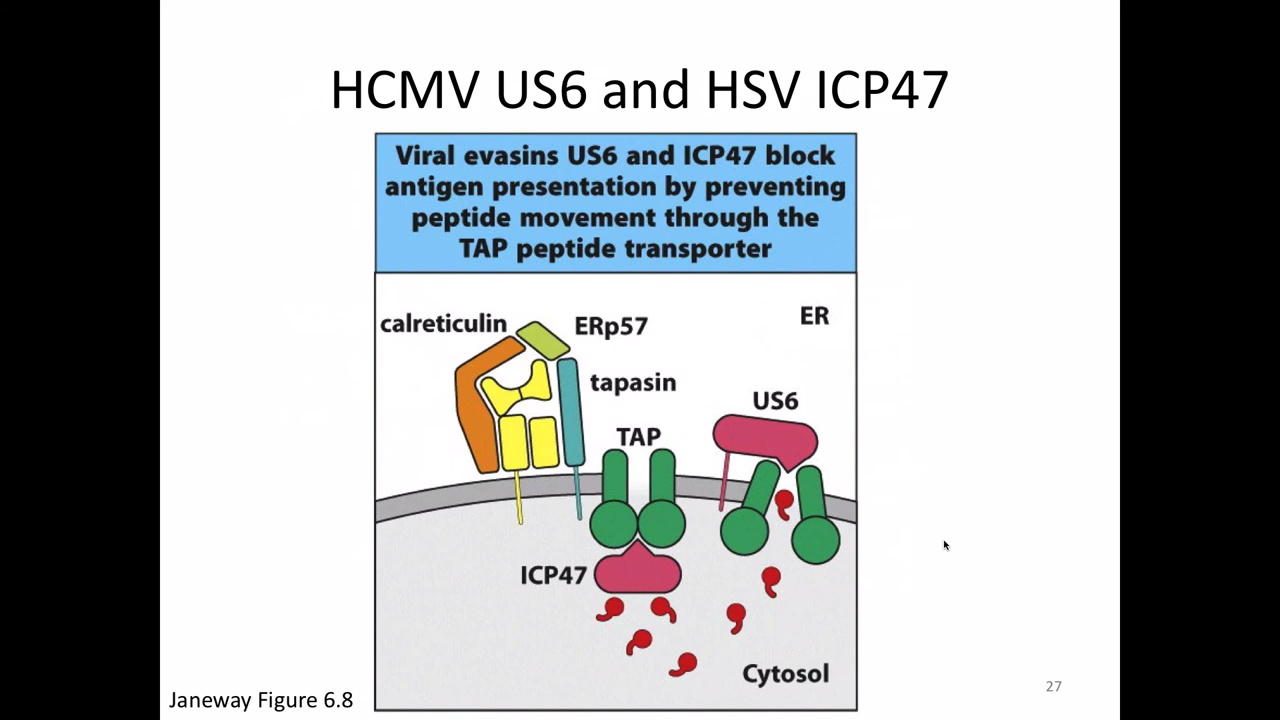 HCMV US6 and HSV ICP47
Viral evasins US6 and ICP47 block
antigen presentation by preventing
peptide movement through the
TAP peptide transporter
calreticulin
ERp57
ER
tapasin
US6
TAP
ICP47
Cytosol
Janeway Figure 6.8
27